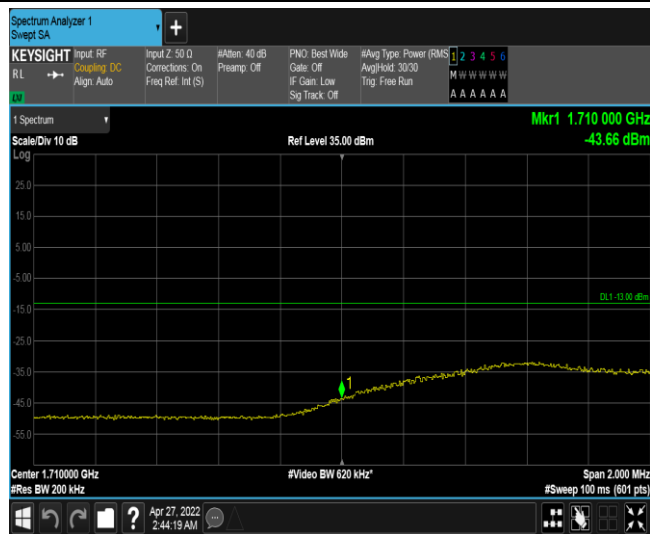 Spectrum Analyzer 1
Swept SA
KEYSIGHT
RL
Input: RF
Coupling: DC
Align: Auto
Input Z: 50 Ω
Corrections: On
Freq Ref: Int (S)
#Atten: 40 dB
Preamp: Off
PNO: Best Wide
Gate: Off
IF Gain: Low
Sig Track: Off
#Avg Type: Power (RMS
Avg|Hold: 30/30
Trig: Free Run
1 2 3 4 5 6
M W W W W W
A A A A A A
1 Spectrum
Mkr1 1.710 000 GHz
Scale/Div 10 dB
Ref Level 35.00 dBm
-43.66 dBm
Log
25.0
15.0
5.00
-5.00
DL1 -13.00 dBm
-15.0
-25.0
-35.0
1
-45.0
-55.0
Center 1.710000 GHz
#Video BW 620 kHz*
Span 2.000 MHz
#Res BW 200 kHz
#Sweep 100 ms (601 pts)
?
Apr 27, 2022
2:44:19 AM